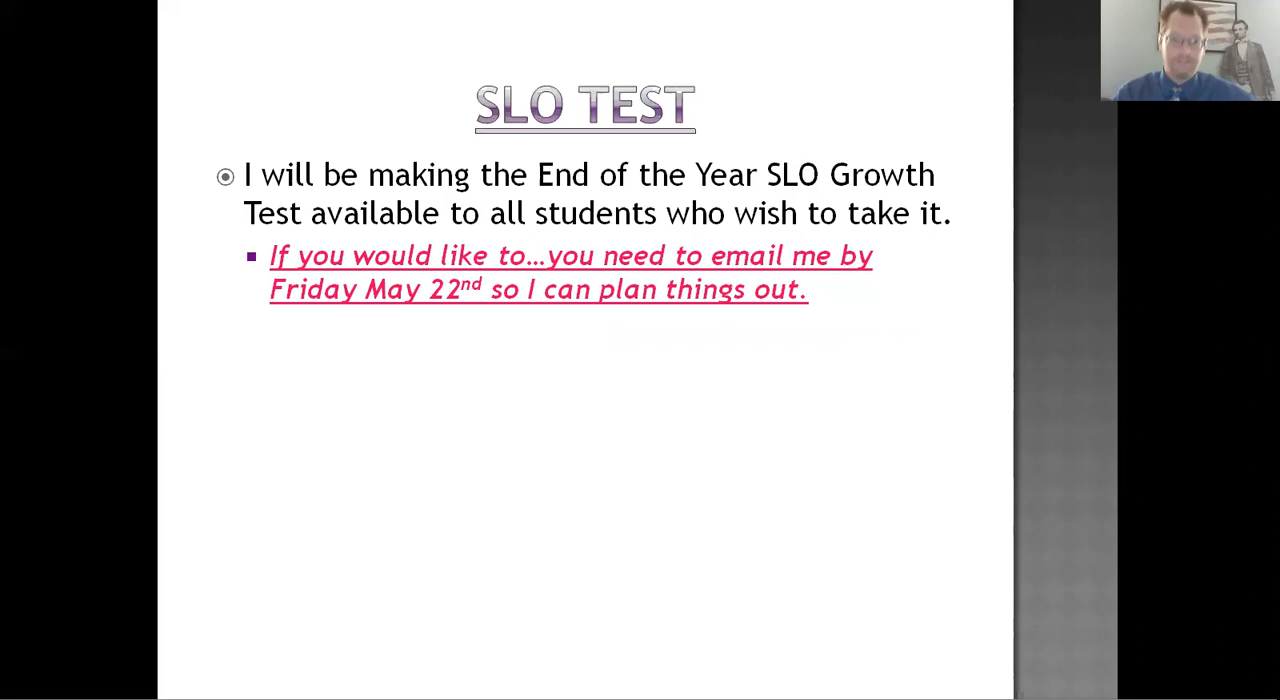 SLO TEST
I will be making the End of the Year SLO Growth
Test available to all students who wish to take it.
If you would like to…you need to email me by
Friday May 22nd so I can plan things out.